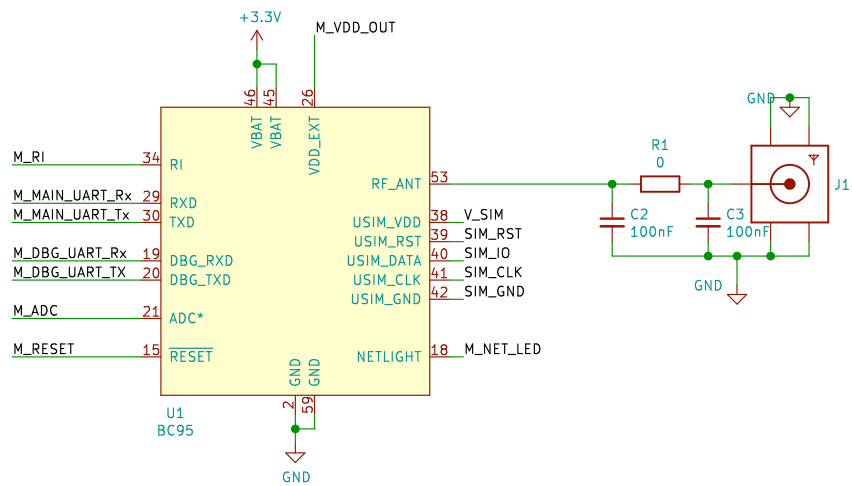 +3.3V
M_VDD_OUT
46
45
26
VBAT
VBAT
VDD_EXT
GND
M_RI
34
RI
R1
0
53
RF_ANT
J1
M_MAIN_UART_Rx
29
RXD
M_MAIN_UART_Tx
30
TXD
USIM_VDD
38
V_SIM
C2
100nF
C3
100nF
USIM_RST
39
SIM_RST
M_DBG_UART_Rx
19
DBG_RXD
USIM_DATA
40
SIM_IO
M_DBG_UART_TX
20
DBG_TXD
USIM_CLK
41
SIM_CLK
USIM_GND
42
SIM_GND
GND
M_ADC
21
ADC*
M_RESET
15
RESET
NETLIGHT
18
M_NET_LED
GND
GND
2
59
U1
BC95
GND